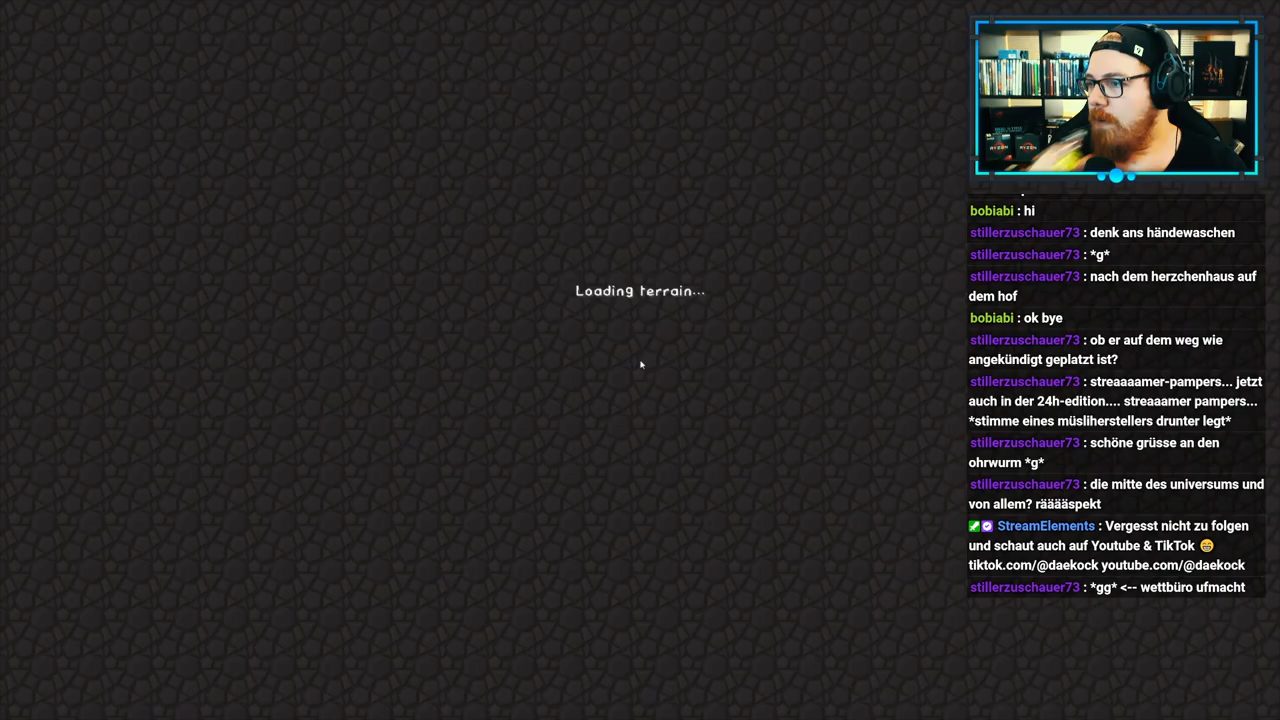 Loading terrain...
RYZEN RYZEN
bobiabi : hi
stillerzuschauer73 : denk ans händewaschen
stillerzuschauer73 : *g*
stillerzuschauer73 : nach dem herzchenhaus auf
dem hof
bobiabi : ok bye
stillerzuschauer73 : ob er auf dem weg wie
angekündigt geplatzt ist?
stillerzuschauer73 : streaaaamer-pampers... jetzt
auch in der 24h-edition.... streaaamer pampers...
*stimme eines müsliherstellers drunter legt*
stillerzuschauer73 : schöne grüsse an den
ohrwurm *g*
stillerzuschauer73 : die mitte des universums und
von allem? rääääspekt
StreamElements : Vergesst nicht zu folgen
und schaut auch auf Youtube & TikTok 😁
tiktok.com/@daekock youtube.com/@daekock
stillerzuschauer73 : *gg* <-- wettbüro ufmacht